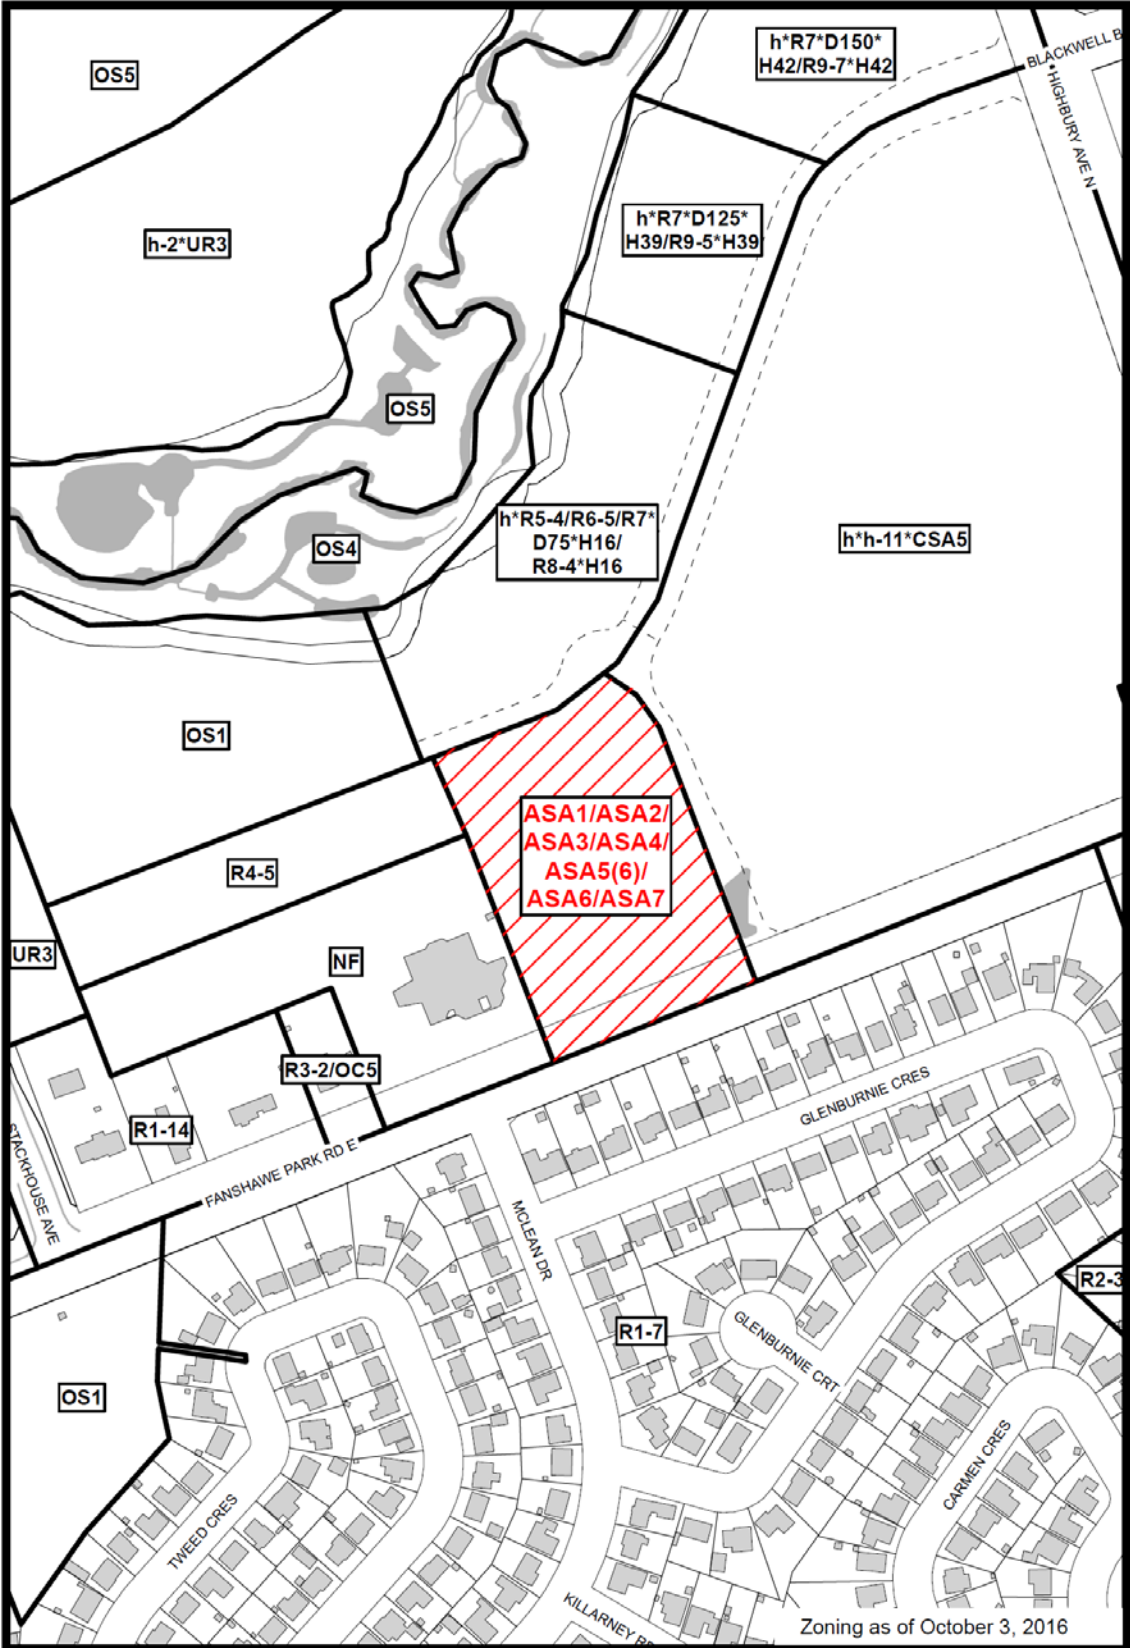 h*R7*D150*
H42/R9-7*H42
BLACKWELL
OS5
HIGHBURY AVE N
h*R7*D125*
H39/R9-5*H39
h-2*UR3
OS5
h*R5-4/R6-5/R7*
D75*H16/
R8-4*H16
h*h-11*CSA5
OS4
OS1
ASA1/ASA2/
ASA3/ASA4/
ASA5(6)/
ASA6/ASA7
R4-5
UR3
NF
R3-2/OC5
GLENBURNIE CRES
R1-14
STACKHOUSE AVE
FANSHAWE PARK RD E
MCLEAN DR
R2-3
R1-7
GLENBURNIE CRT
OS1
CARMEN CRES
TWEED CRES
KILLARNEY
Zoning as of October 3, 2016